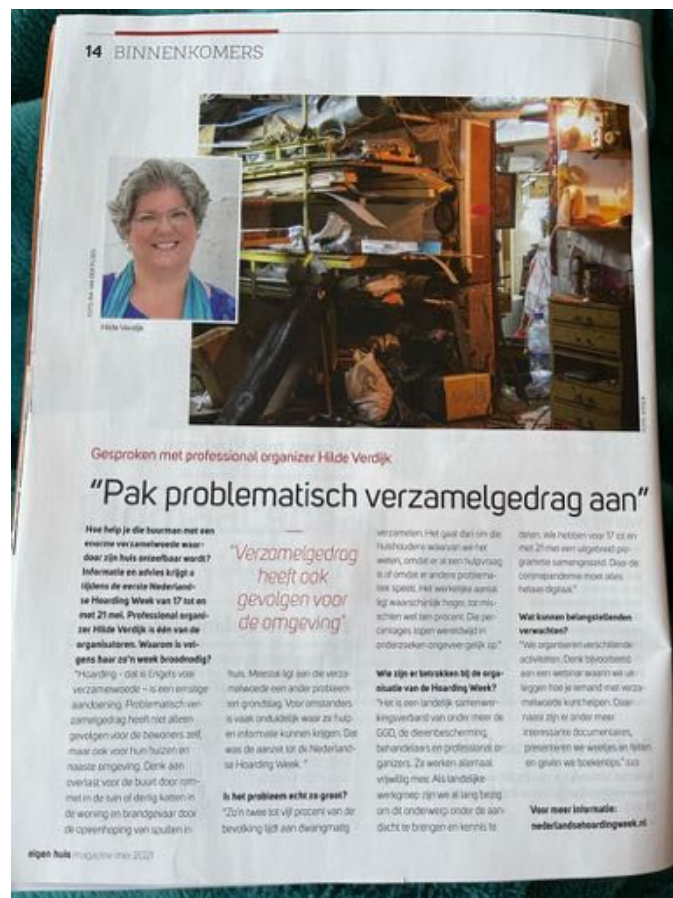 14 BINNENKOMERS
Hilde Verdijk
Gesproken met professional organizer Hilde Verdijk
"Pak problematisch verzamelgedrag aan"
Hoe help je die buurman met een
enorme verzamelwoede waar-
door zijn huis onleefbaar wordt?
Informatie en advies krijgt u
tijdens de eerste Nederland-
se Hoarding Week van 17 tot en
met 21 mei. Professional organi-
zer Hilde Verdijk is één van de
organisatoren. Waarom is vol-
gens haar zo'n week broodnodig?
"Hoarding - dat is Engels voor
verzamelwoede – is een ernstige
aandoening. Problematisch ver-
zamelgedrag heeft niet alleen
gevolgen voor de bewoners zelf,
maar ook voor hun huizen en
naaste omgeving. Denk aan
overlast voor de buurt door rom-
mel in de tuin of dertig katten in
de woning en brandgevaar door
de opeenhoping van spullen in
"Verzamelgedrag
heeft ook
gevolgen voor
de omgeving"
huis. Meestal ligt aan die verza-
melwoede een ander probleem
ten grondslag. Voor omstanders
is vaak onduidelijk waar ze hulp
en informatie kunnen krijgen. Dat
was de aanzet tot de Nederland-
se Hoarding Week."
Is het probleem echt zo groot?
"Zo'n twee tot vijf procent van de
bevolking lijdt aan dwangmatig
verzamelen. Het gaat dan om die
huishoudens waarvan we het
weten, omdat er al een hulpvraag
is of omdat er andere problema-
tiek speelt. Het werkelijke aantal
ligt waarschijnlijk hoger, tot mis-
schien wel tien procent. Die per-
centages lopen wereldwijd in
onderzoeken ongeveer gelijk op."
Wie zijn er betrokken bij de orga-
nisatie van de Hoarding Week?
"Het is een landelijk samenwer-
kingsverband van onder meer de
GGD, de dierenbescherming,
behandelaars en professional or-
ganizers. Ze werken allemaal
vrijwillig mee. Als landelijke
werkgroep zijn we al lang bezig
om dit onderwerp onder de aan-
dacht te brengen en kennis te
delen. We hebben voor 17 tot en
met 21 mei een uitgebreid pro-
gramma samengesteld. Door de
coronapandemie moet alles
helaas digitaal."
Wat kunnen belangstellenden
verwachten?
"We organiseren verschillende
activiteiten. Denk bijvoorbeeld
aan een webinar waarin we uit-
leggen hoe je iemand met verza-
melwoede kunt helpen. Daar-
naast zijn er onder meer
interessante documentaires,
presenteren we weetjes en feiten
en geven we boekentips."
Voor meer informatie:
nederlandsehoardingweek.nl
eigen huis magazine mei 2021